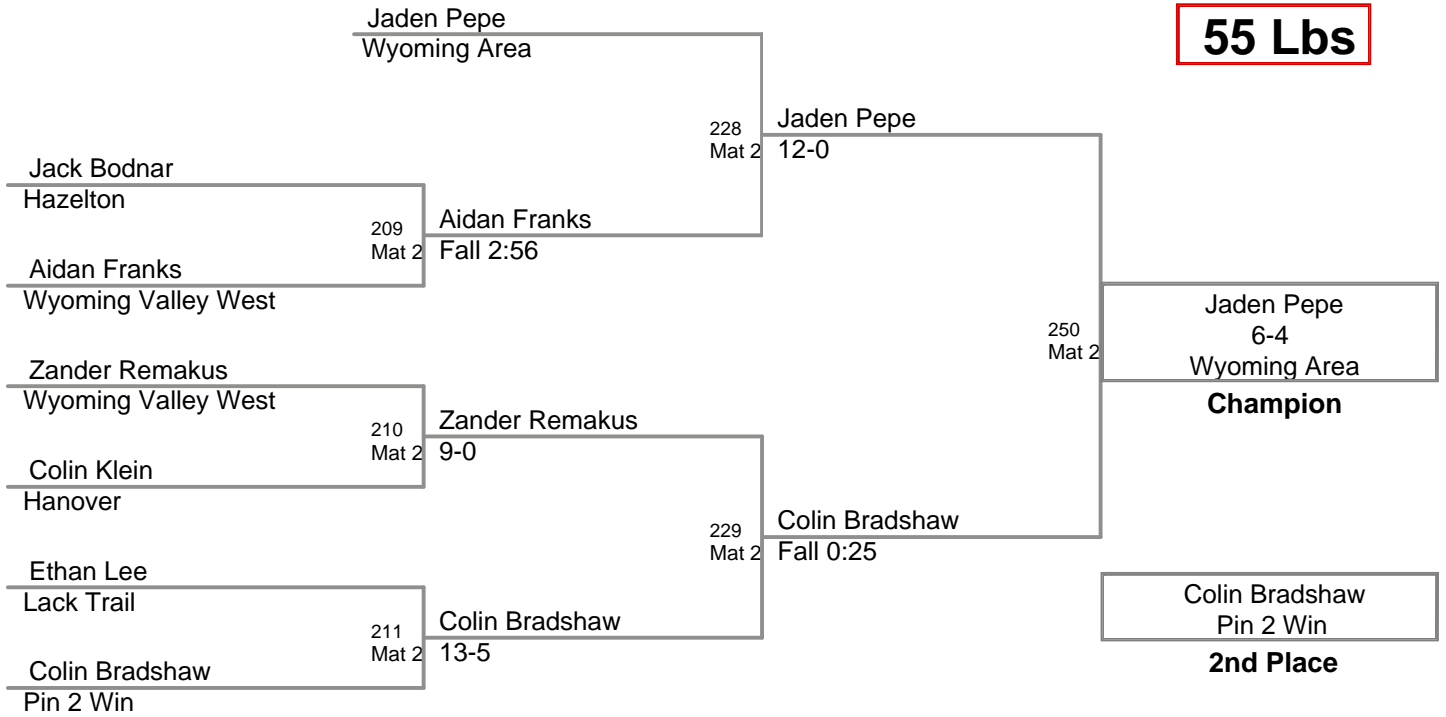 Jaden Pepe
Wyoming Area
55 Lbs
228
Mat 2
Jaden Pepe
12-0
Jack Bodnar
Hazelton
209
Mat 2
Aidan Franks
Fall 2:56
Aidan Franks
Wyoming Valley West
250
Mat 2
Jaden Pepe
6-4
Wyoming Area
Champion
Zander Remakus
Wyoming Valley West
210
Mat 2
Zander Remakus
9-0
Colin Klein
Hanover
229
Mat 2
Colin Bradshaw
Fall 0:25
Ethan Lee
Lack Trail
211
Mat 2
Colin Bradshaw
13-5
Colin Bradshaw
Pin 2 Win
Colin Bradshaw
Pin 2 Win
2nd Place